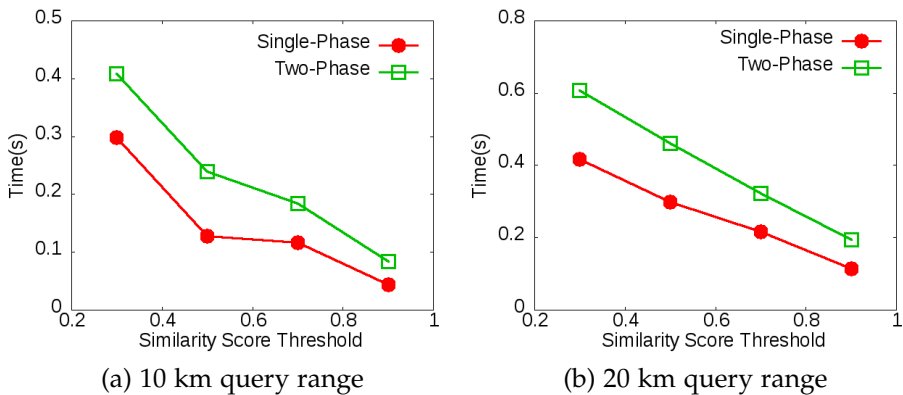 0.5
0.4
0.3
0.2
0.1
0
Time(s)
Single-Phase
Two-Phase
0.2
0.4
0.6
0.8
1
Similarity Score Threshold
(a) 10 km query range
0.8
0.6
0.4
0.2
0
Time(s)
Single-Phase
Two-Phase
0.2
0.4
0.6
0.8
1
Similarity Score Threshold
(b) 20 km query range